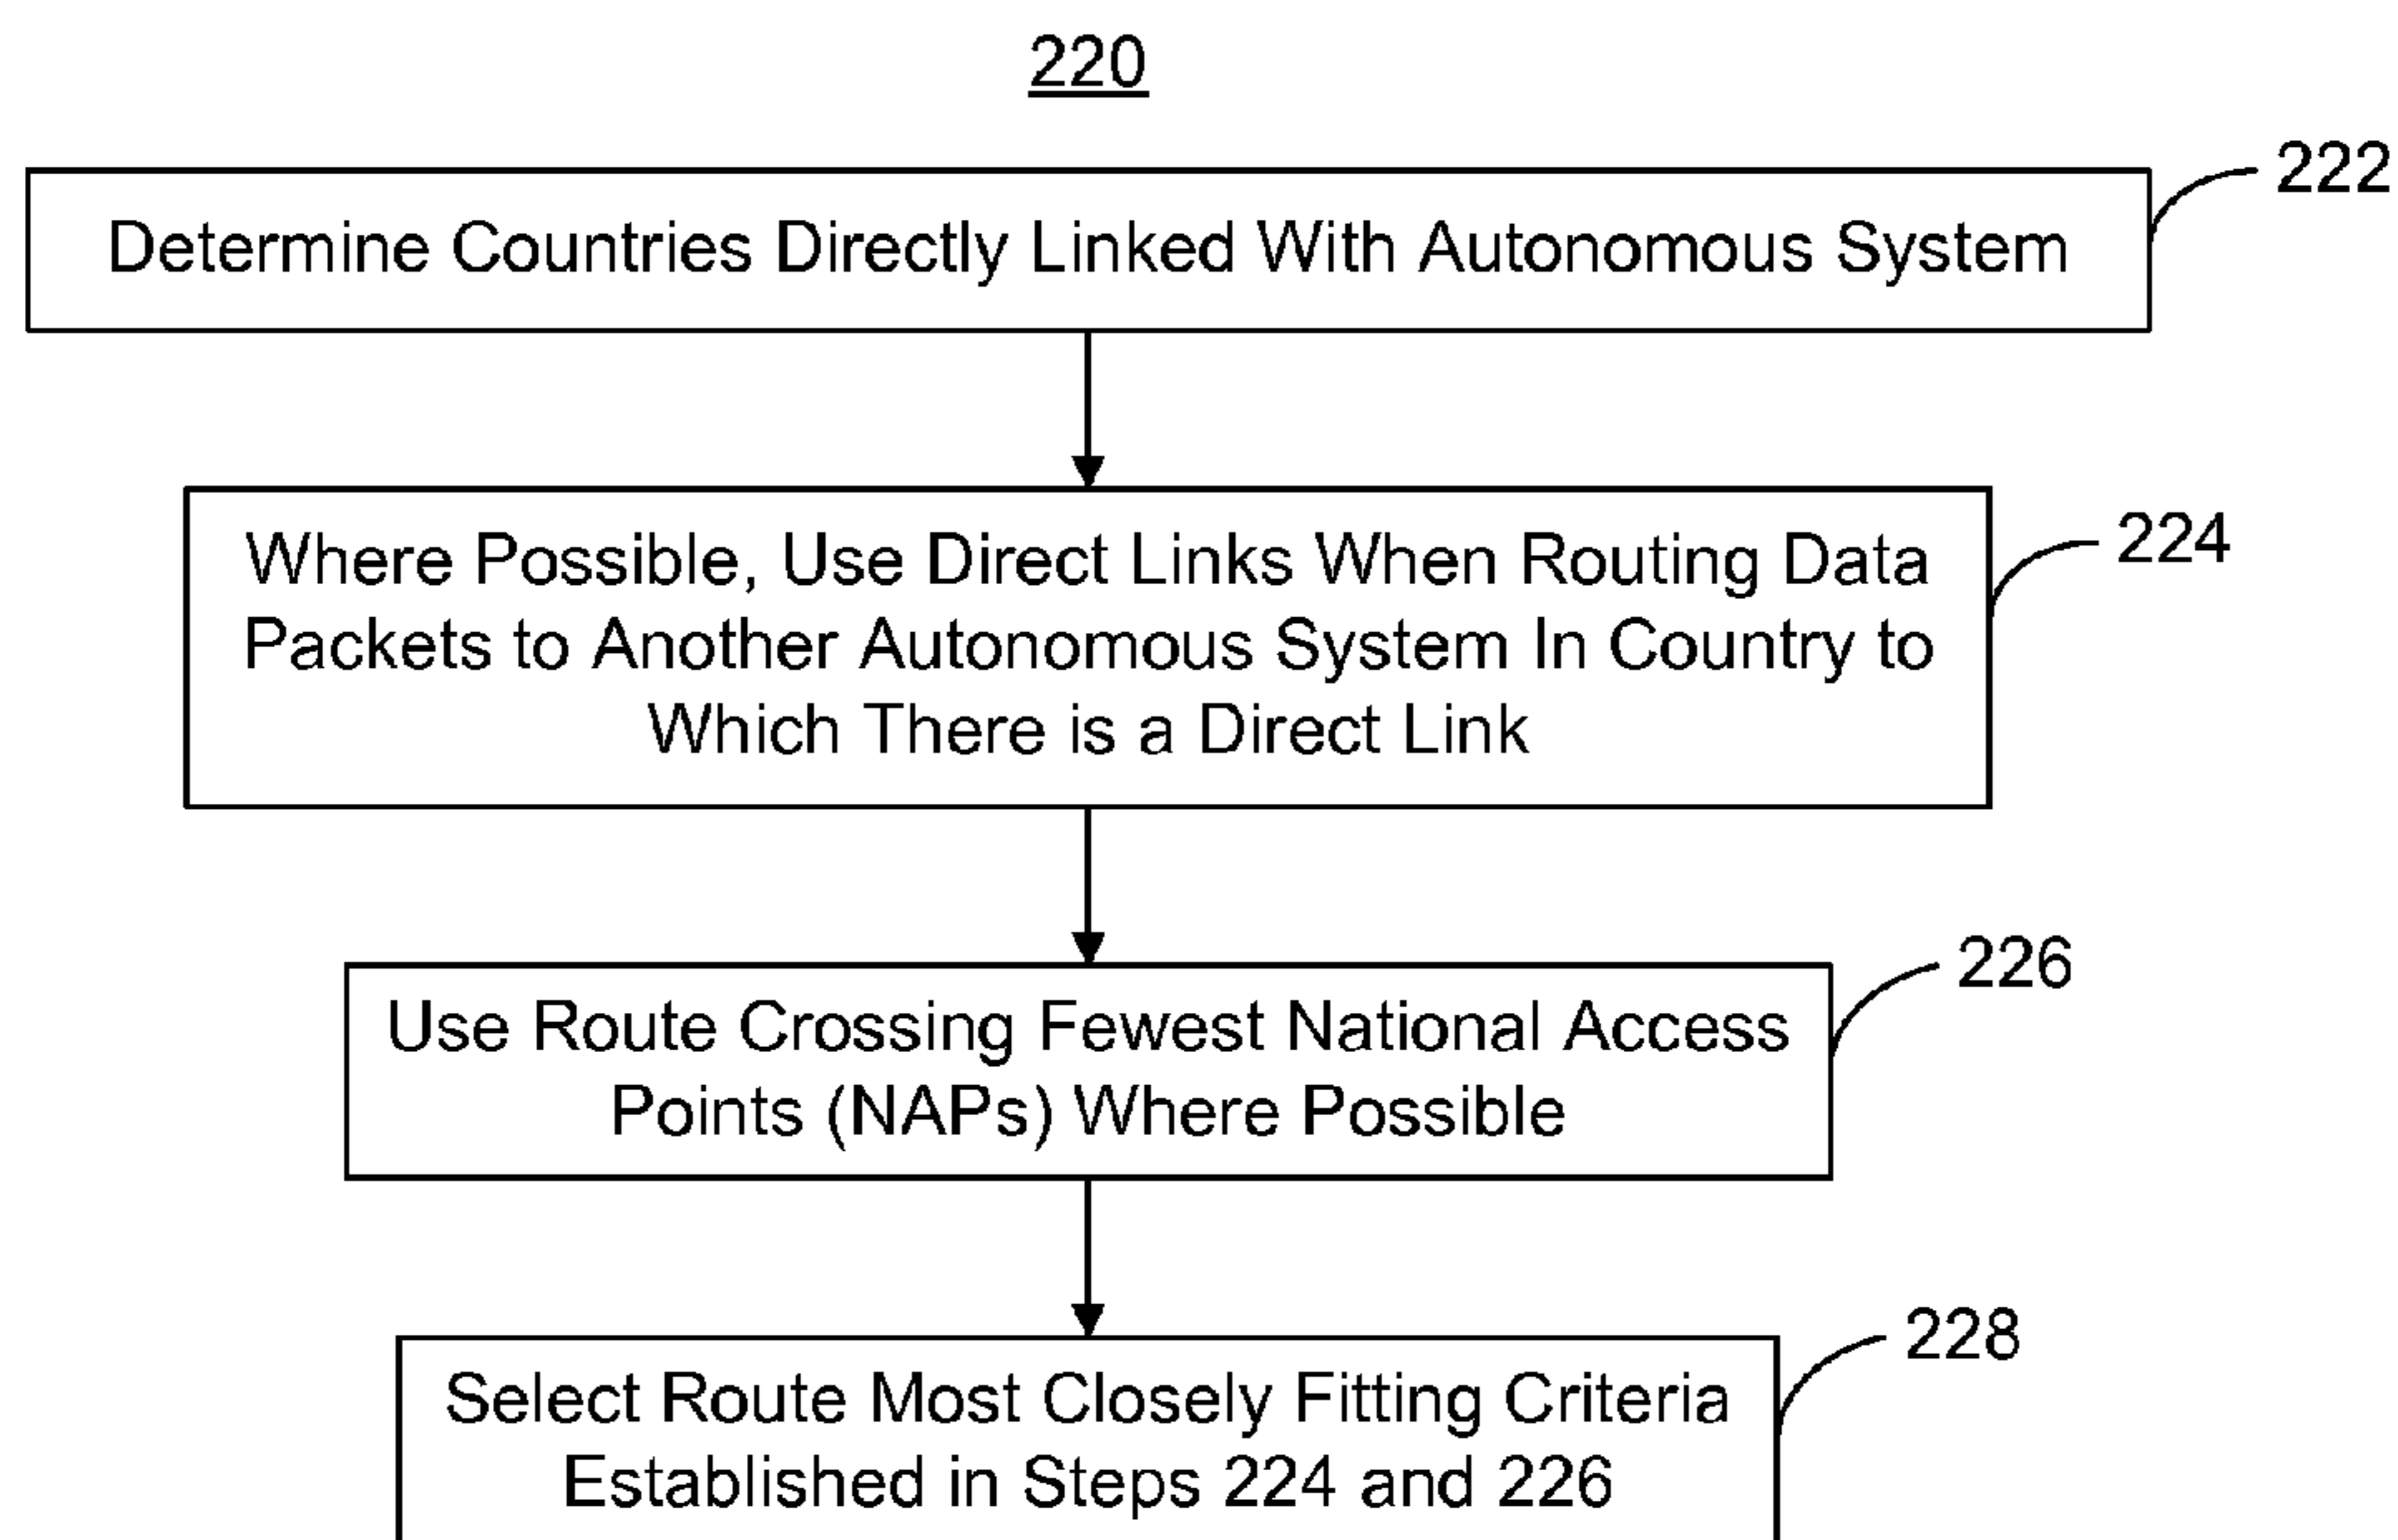 220
222
Determine Countries Directly Linked With Autonomous System
224
Where Possible, Use Direct Links When Routing Data
Packets to Another Autonomous System In Country to
Which There is a Direct Link
226
Use Route Crossing Fewest National Access
Points (NAPs) Where Possible
228
Select Route Most Closely Fitting Criteria
Established in Steps 224 and 226